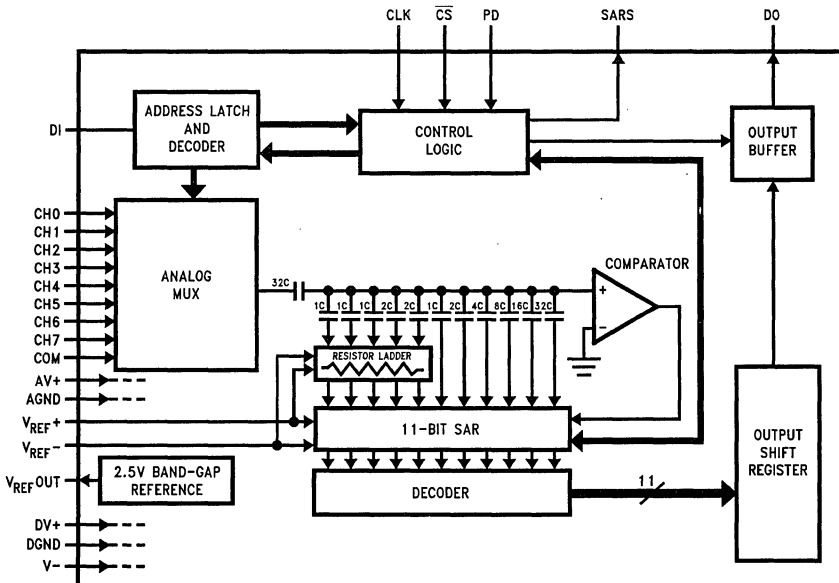 CLK CS PD SARS DO
DI
ADDRESS LATCH
AND
DECODER
CONTROL
LOGIC
OUTPUT
BUFFER
CH0
CH1
CH2
CH3
CH4
CH5
CH6
CH7
COM
AV+
AGND
VREF+
VREF-
VREFOUT
DV+
DGND
V-
ANALOG
MUX
32C
1C 1C 1C 2C 2C 1C 2C 4C 8C 16C 32C
COMPARATOR
+
-
RESISTOR LADDER
11-BIT SAR
2.5V BAND-GAP
REFERENCE
DECODER
11
OUTPUT
SHIFT
REGISTER